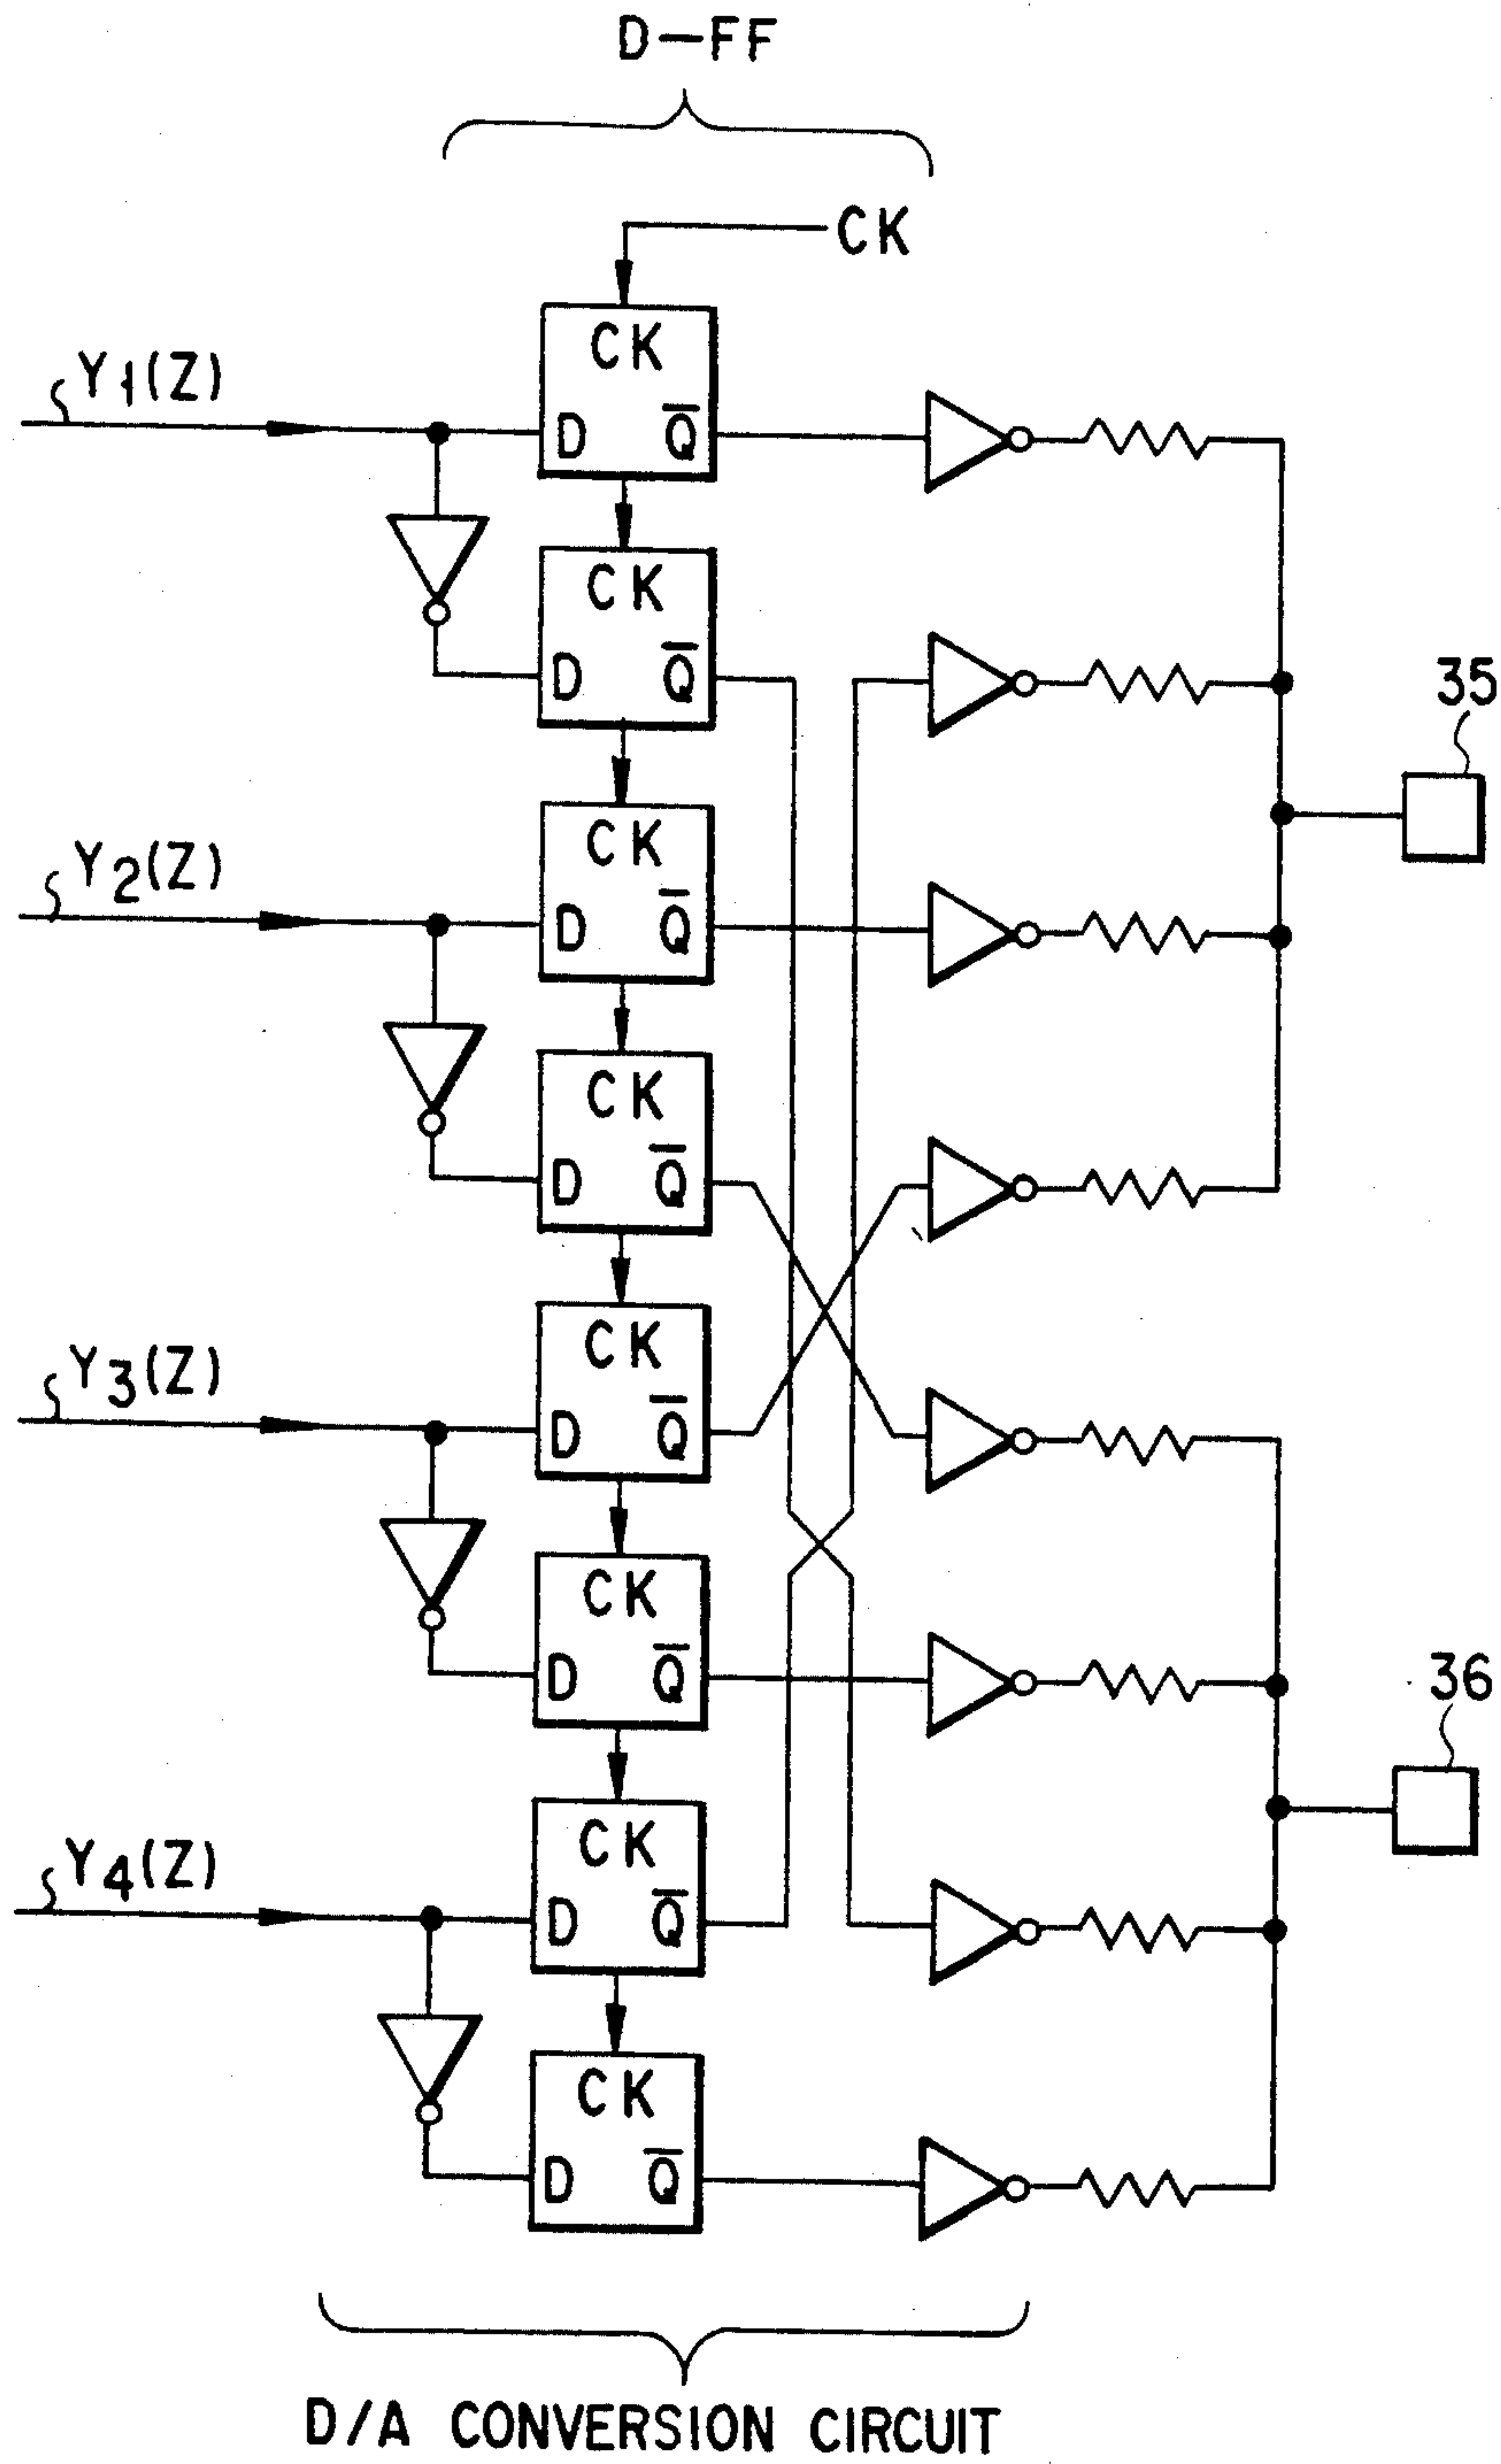 D-FF
CK
CK
Y1(Z)
D Q̅
CK
D Q̅
35
CK
Y2(Z)
D Q̅
CK
D Q̅
CK
Y3(Z)
D Q̅
CK
D Q̅
36
CK
Y4(Z)
D Q̅
CK
D Q̅
D/A CONVERSION CIRCUIT